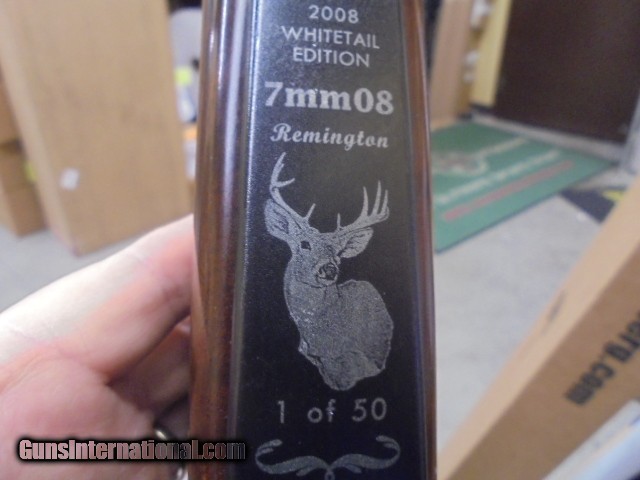 2008
WHITETAIL
EDITION
7mm08
Remington
1 of 50
GunsInternational.com